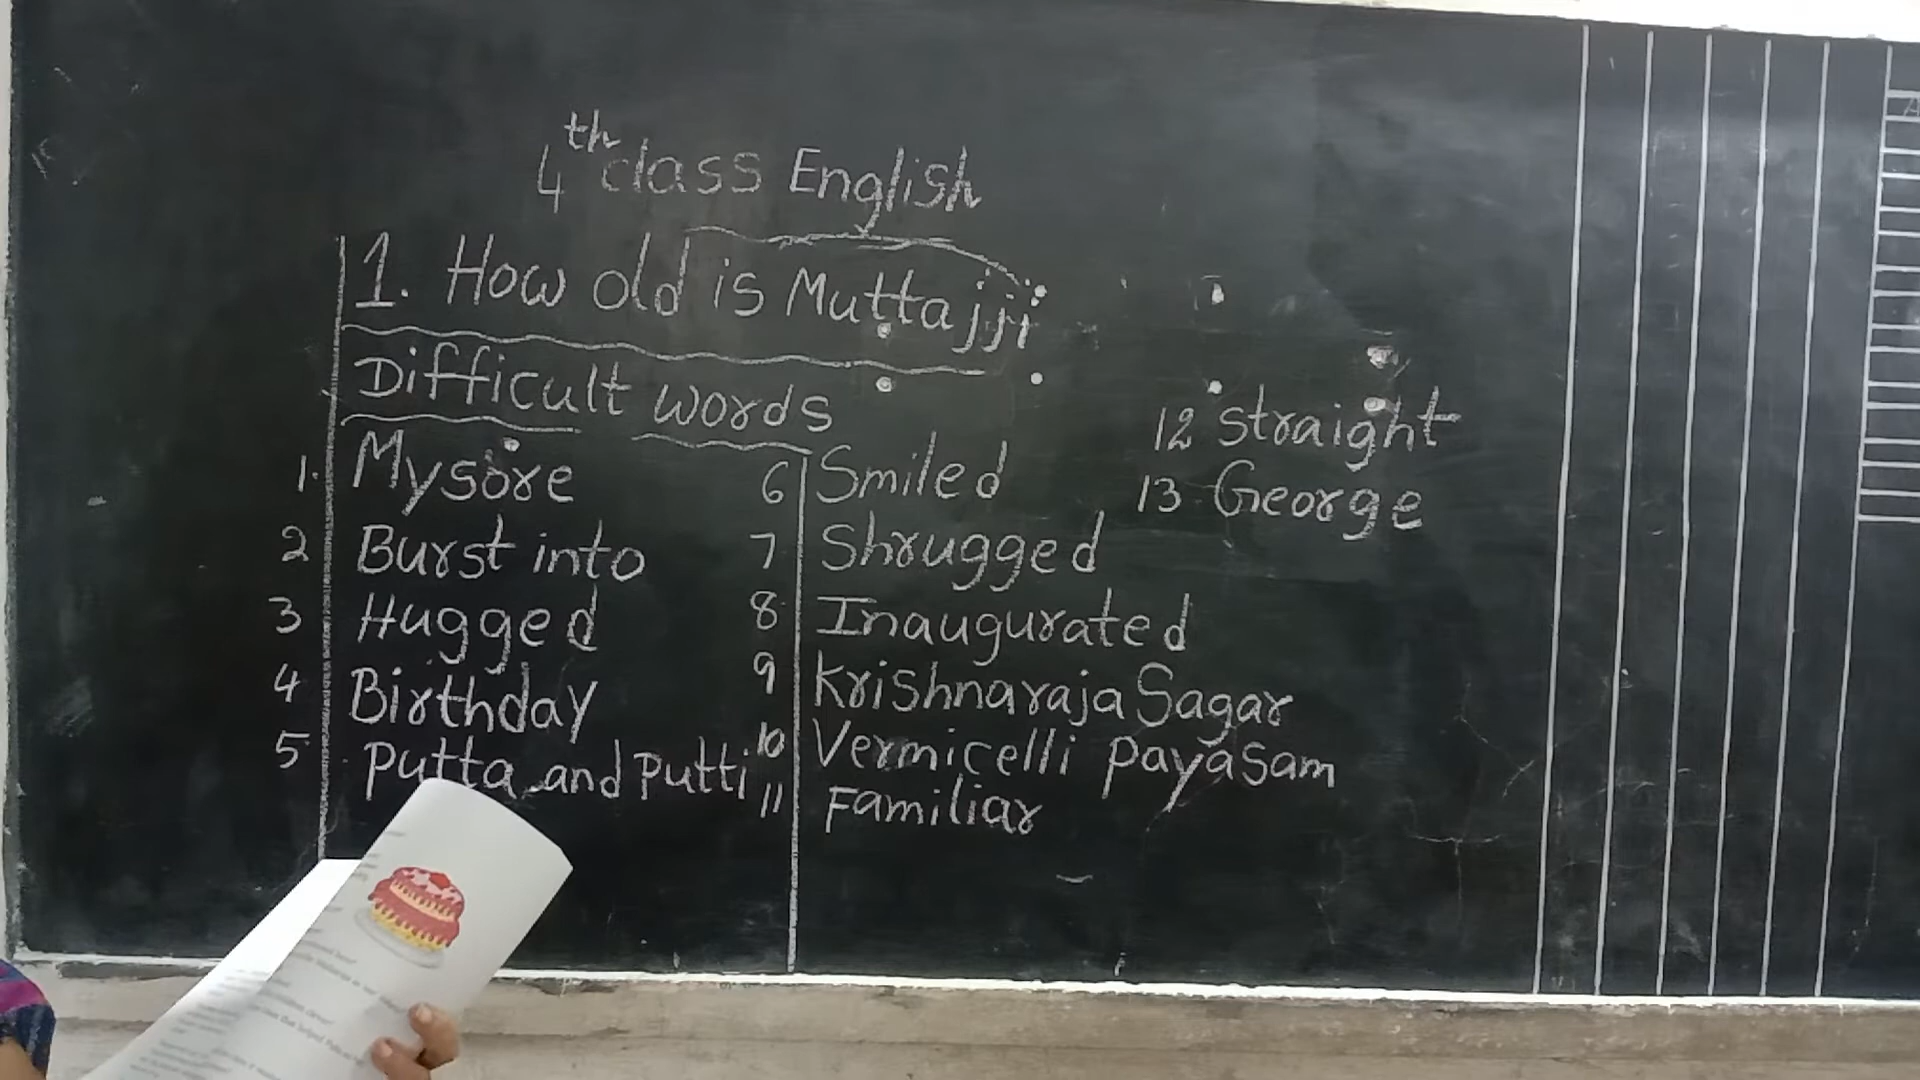 4th class English
1. How old is Muttajji
Difficult words
1. Mysore
2 Burst into
3 Hugged
4 Birthday
5 Putta and Putti
6 Smiled
7 Shrugged
8 Inaugurated
9 Krishnaraja Sagar
10 Vermicelli payasam
11 Familiar
12 straight
13 George